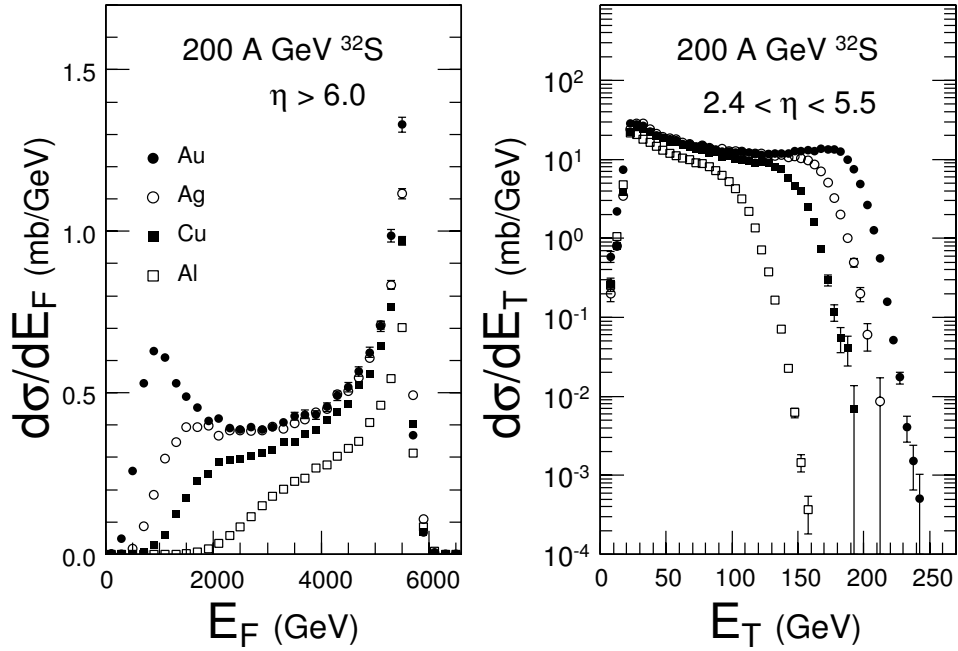 200 A GeV ³²S
η > 6.0
Au
Ag
Cu
Al
dσ/dE_F (mb/GeV)
1.5
1.0
0.5
0.0
0
2000
4000
6000
E_F (GeV)
200 A GeV ³²S
2.4 < η < 5.5
dσ/dE_T (mb/GeV)
10²
10¹
10⁰
10⁻¹
10⁻²
10⁻³
10⁻⁴
0
50
100
150
200
250
E_T (GeV)